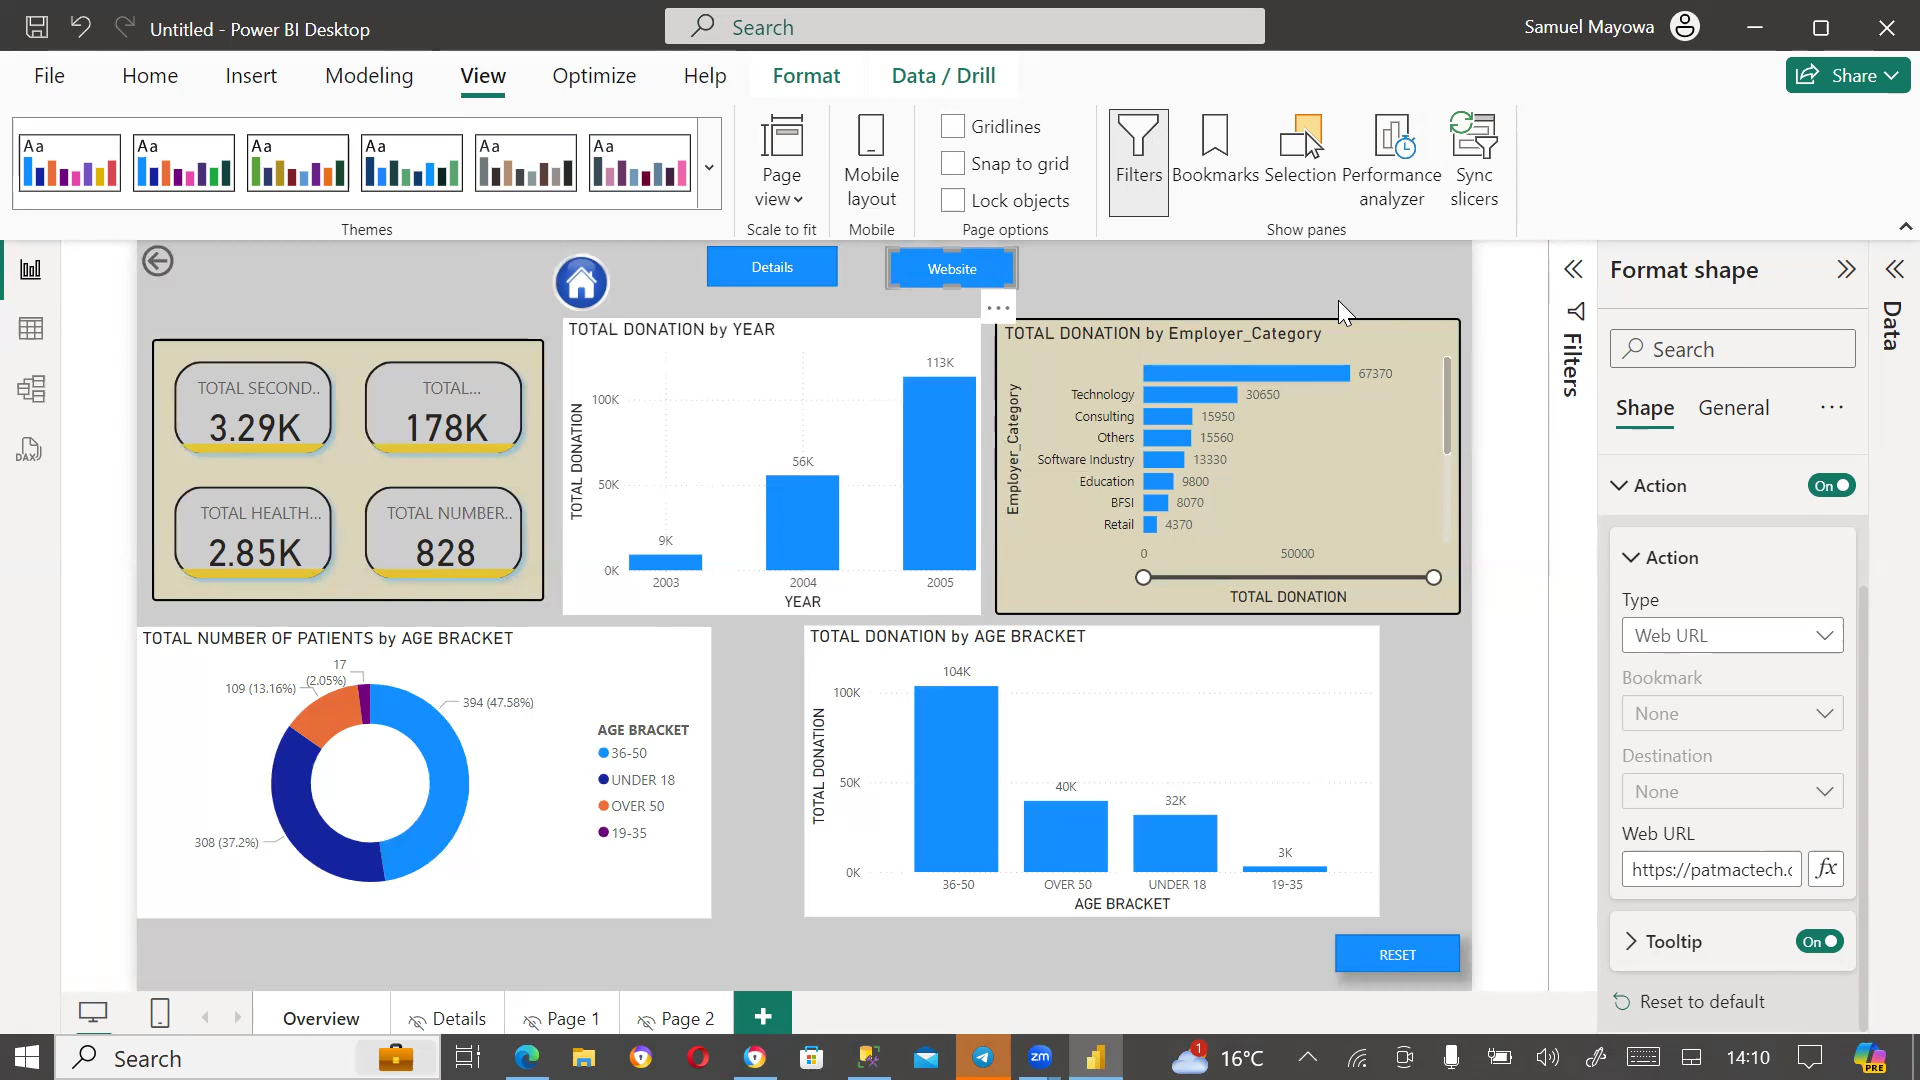 Untitled - Power BI Desktop
Search
Samuel Mayowa
File Home Insert Modeling View Optimize Help Format Data / Drill
Share
Aa Aa Aa Aa Aa Aa
Themes
Page view
Scale to fit
Mobile layout
Mobile
Gridlines
Snap to grid
Lock objects
Page options
Filters
Bookmarks
Selection
Performance analyzer
Sync slicers
Show panes
DAX
Details
Website
...
TOTAL SECOND..
3.29K
TOTAL...
178K
TOTAL HEALTH...
2.85K
TOTAL NUMBER..
828
TOTAL DONATION by YEAR
TOTAL DONATION
100K
50K
0K
9K
56K
113K
2003 2004 2005
YEAR
TOTAL DONATION by Employer_Category
Employer_Category
67370
Technology 30650
Consulting 15950
Others 15560
Software Industry 13330
Education 9800
BFSI 8070
Retail 4370
0 50000
TOTAL DONATION
TOTAL NUMBER OF PATIENTS by AGE BRACKET
17
(2.05%)
109 (13.16%)
394 (47.58%)
308 (37.2%)
AGE BRACKET
36-50
UNDER 18
OVER 50
19-35
TOTAL DONATION by AGE BRACKET
TOTAL DONATION
100K
50K
0K
104K
40K
32K
3K
36-50 OVER 50 UNDER 18 19-35
AGE BRACKET
RESET
Filters
Format shape
Search
Shape General ...
Action On
Action
Type
Web URL
Bookmark
None
Destination
None
Web URL
https://patmactech.c
fx
Tooltip On
Reset to default
Data
Overview Details Page 1 Page 2 +
Search
zm
1
16°C
14:10
PRE